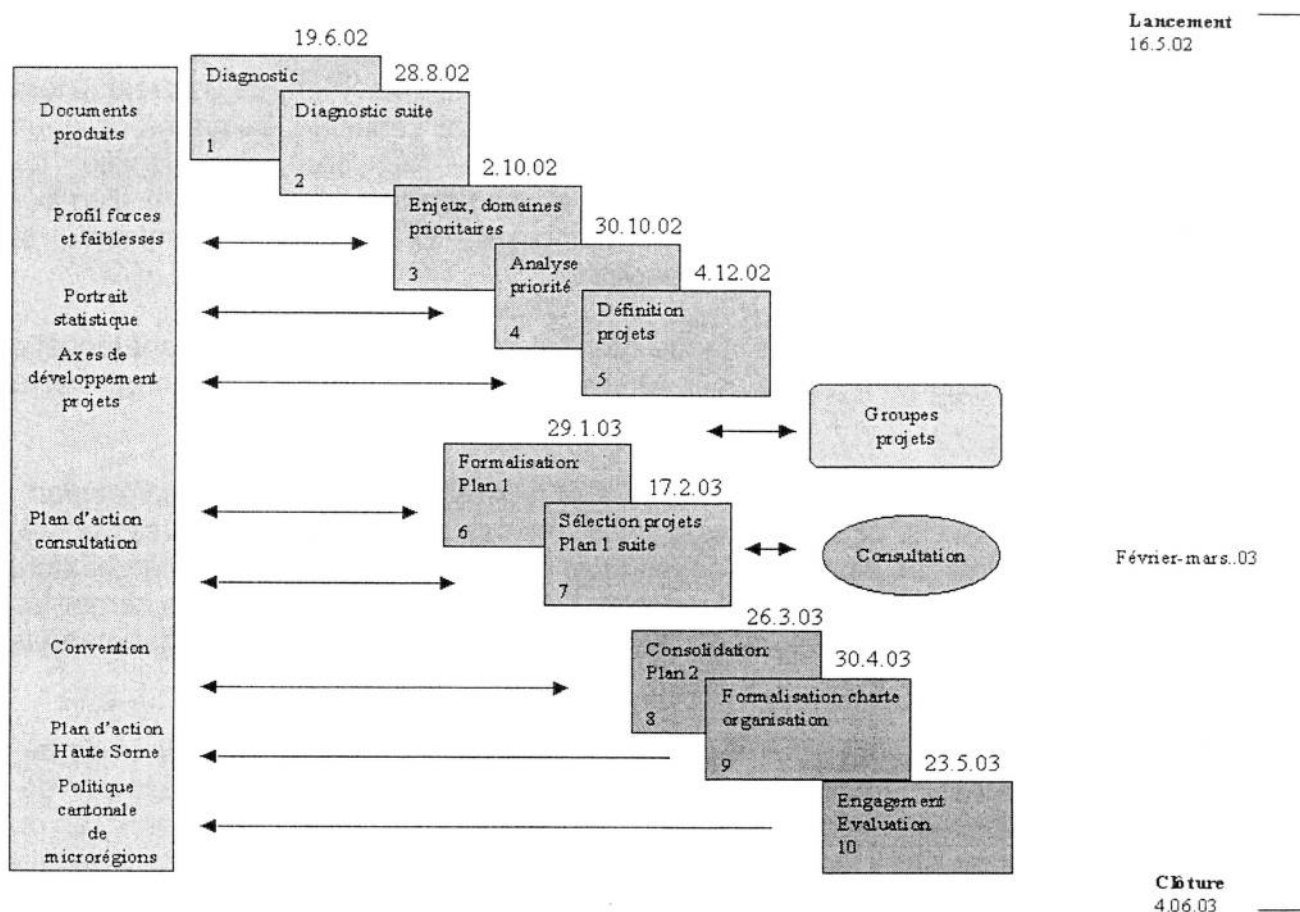 Lancement
16.5.02
19.6.02
Diagnostic
1
28.8.02
Diagnostic suite
2
2.10.02
Enjeux, domaines
prioritaires
3
30.10.02
Analyse
priorité
4
4.12.02
Définition
projets
5
Documents
produits
Profil forces
et faiblesses
Portrait
statistique
Axes de
développement
projets
Groupes
projets
29.1.03
Formalisation:
Plan 1
6
17.2.03
Sélection projets
Plan 1 suite
7
Plan d'action
consultation
Consultation
Février-mars..03
26.3.03
Consolidation:
Plan 2
8
30.4.03
Formalisation charte
organisation
9
23.5.03
Engagement
Evaluation
10
Convention
Plan d'action
Haute Sorne
Politique
cantonale
de
microrégions
Clôture
4.06.03